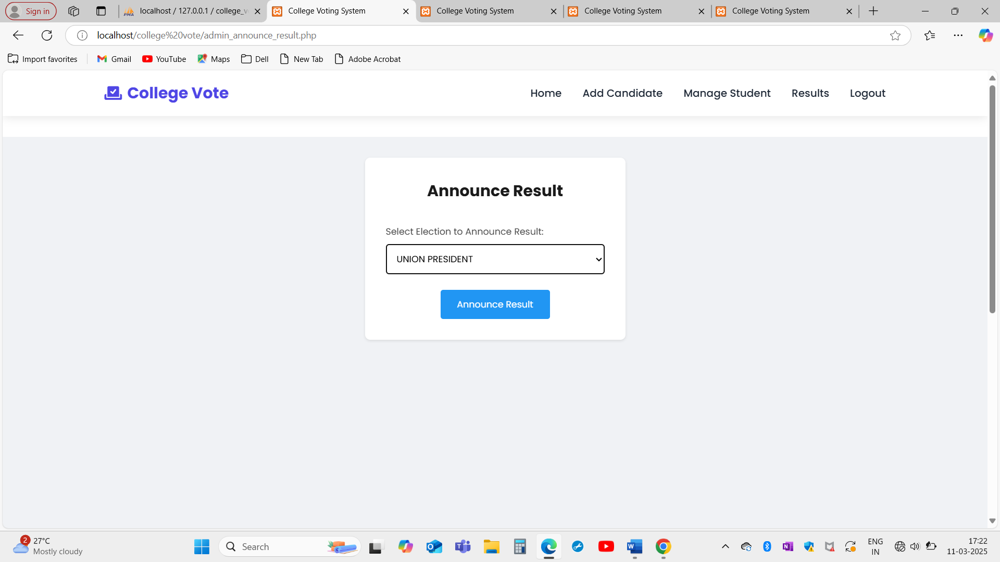 Sign in
localhost / 127.0.0.1 / college_v
College Voting System
College Voting System
College Voting System
College Voting System
localhost/college%20vote/admin_announce_result.php
Import favorites
Gmail
YouTube
Maps
Dell
New Tab
Adobe Acrobat
College Vote
Home
Add Candidate
Manage Student
Results
Logout
Announce Result
Select Election to Announce Result:
UNION PRESIDENT
Announce Result
2
27°C
Mostly cloudy
Search
ENG
IN
17:22
11-03-2025